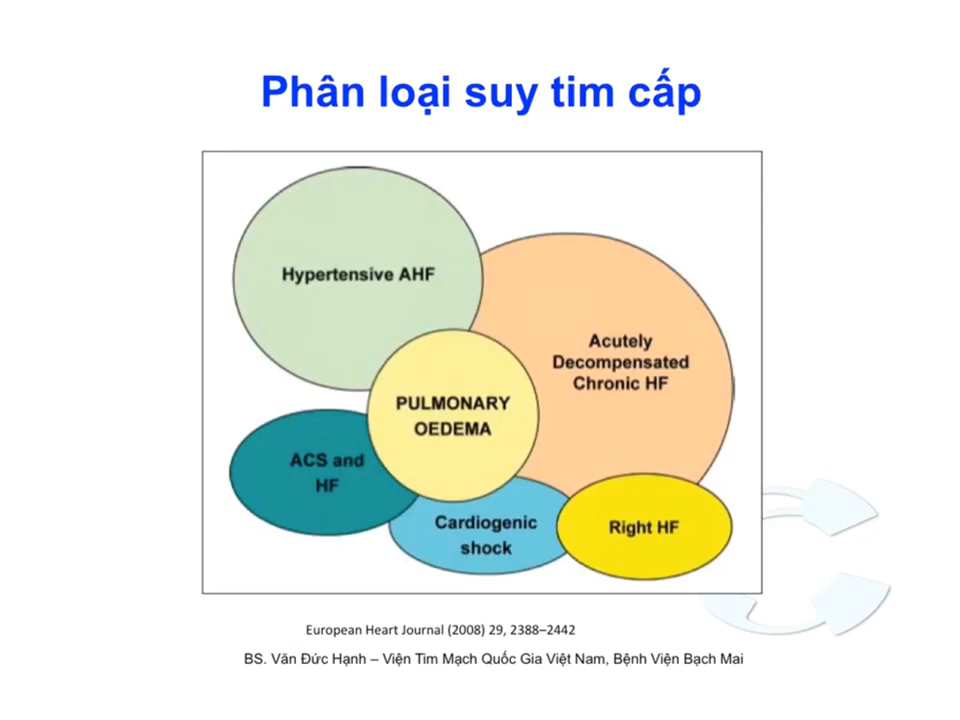 Phân loại suy tim cấp
Hypertensive AHF
Acutely
Decompensated
Chronic HF
PULMONARY
OEDEMA
ACS and
HF
Cardiogenic
shock
Right HF
European Heart Journal (2008) 29, 2388–2442
BS. Văn Đức Hạnh – Viện Tim Mạch Quốc Gia Việt Nam, Bệnh Viện Bạch Mai